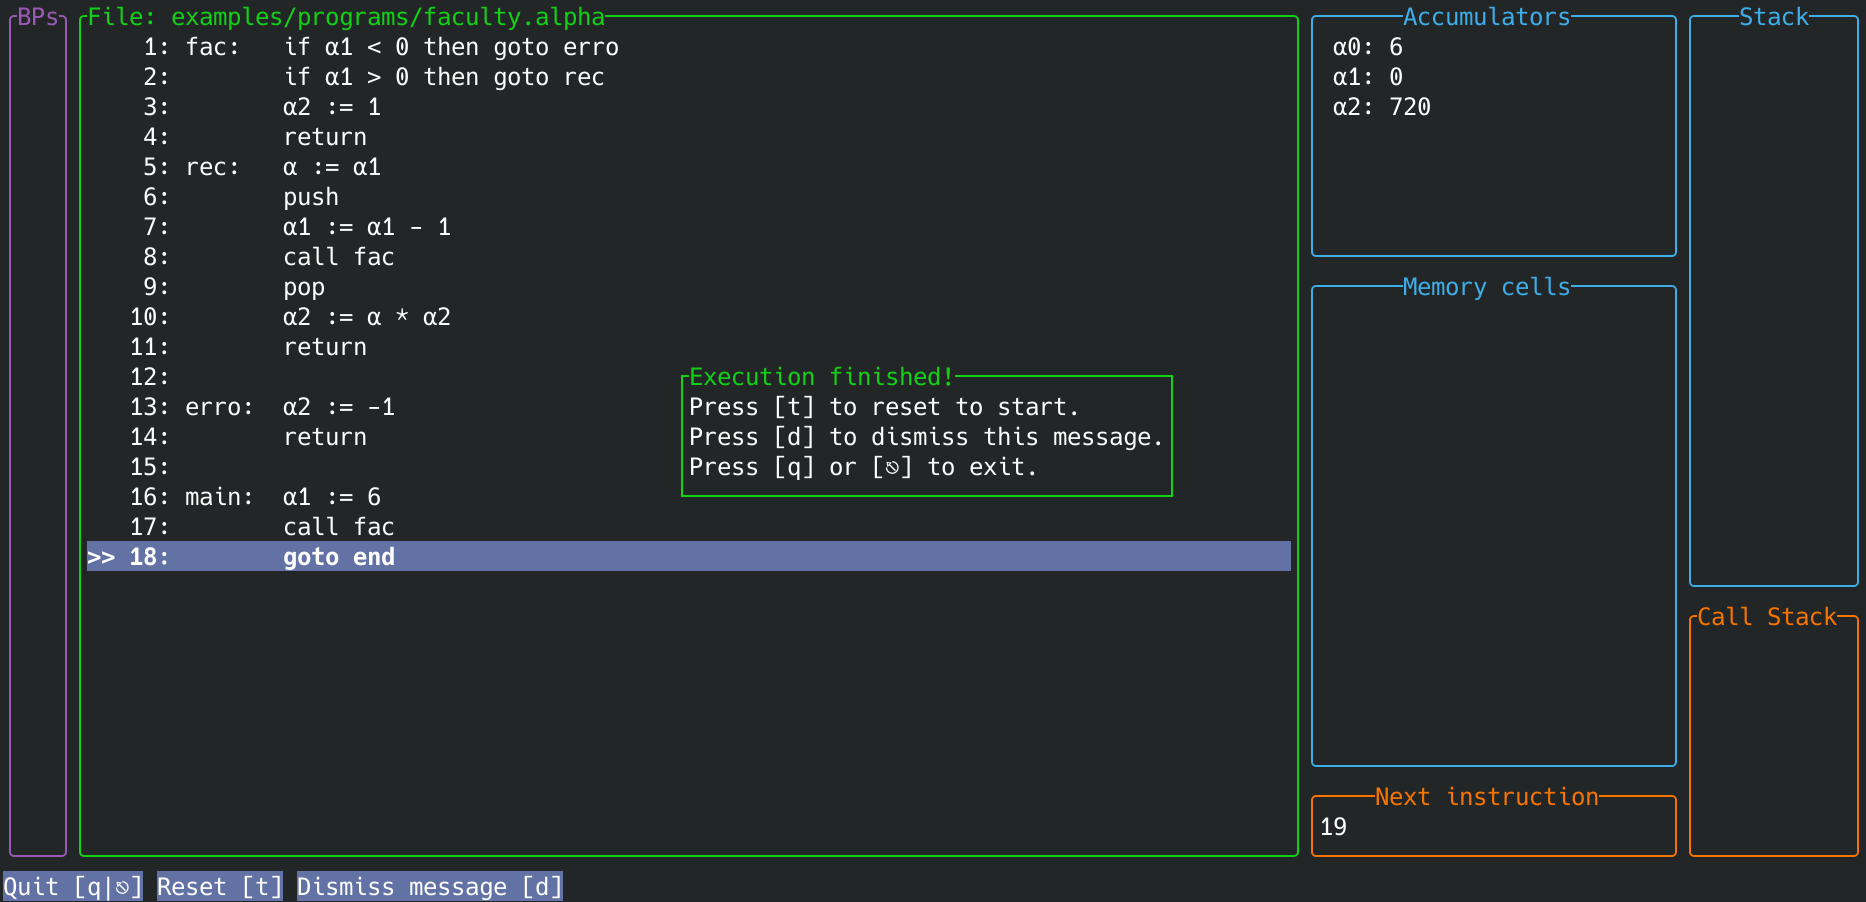 BPs
File: examples/programs/faculty.alpha
1: fac: if α1 < 0 then goto erro
2: if α1 > 0 then goto rec
3: α2 := 1
4: return
5: rec: α := α1
6: push
7: α1 := α1 - 1
8: call fac
9: pop
10: α2 := α * α2
11: return
12:
13: erro: α2 := -1
14: return
15:
16: main: α1 := 6
17: call fac
>> 18: goto end
Execution finished!
Press [t] to reset to start.
Press [d] to dismiss this message.
Press [q] or [⎋] to exit.
Accumulators
α0: 6
α1: 0
α2: 720
Memory cells
Next instruction
19
Stack
Call Stack
Quit [q|⎋] Reset [t] Dismiss message [d]